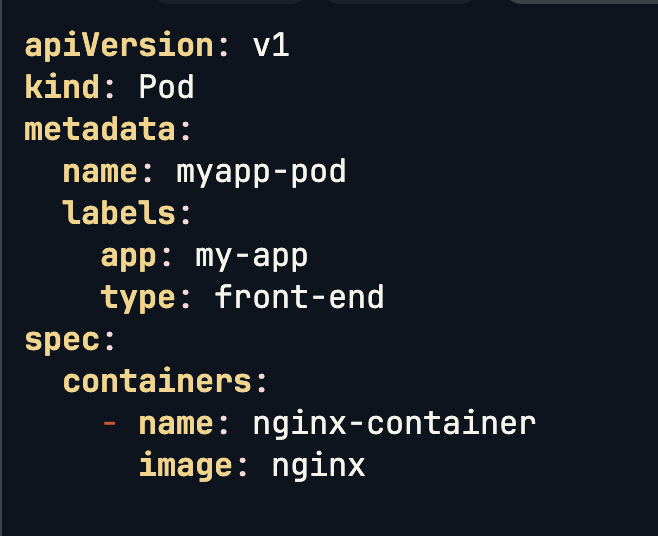 apiVersion: v1
kind: Pod
metadata:
  name: myapp-pod
  labels:
    app: my-app
    type: front-end
spec:
  containers:
    - name: nginx-container
      image: nginx